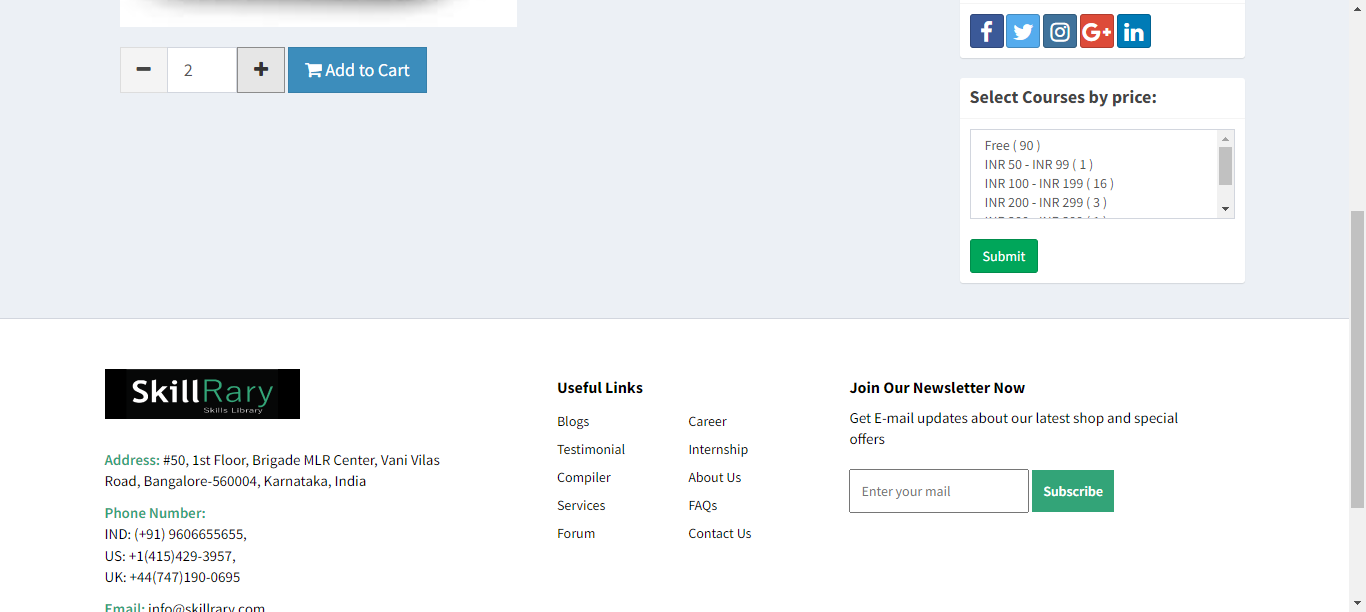 2
Add to Cart
Select Courses by price:
Free ( 90 )
INR 50 - INR 99 ( 1 )
INR 100 - INR 199 ( 16 )
INR 200 - INR 299 ( 3 )
Submit
SkillRary
Skills Library
Address: #50, 1st Floor, Brigade MLR Center, Vani Vilas
Road, Bangalore-560004, Karnataka, India
Phone Number:
IND: (+91) 9606655655,
US: +1(415)429-3957,
UK: +44(747)190-0695
Email: info@skillrary.com
Useful Links
Blogs
Testimonial
Compiler
Services
Forum
Career
Internship
About Us
FAQs
Contact Us
Join Our Newsletter Now
Get E-mail updates about our latest shop and special
offers
Enter your mail
Subscribe